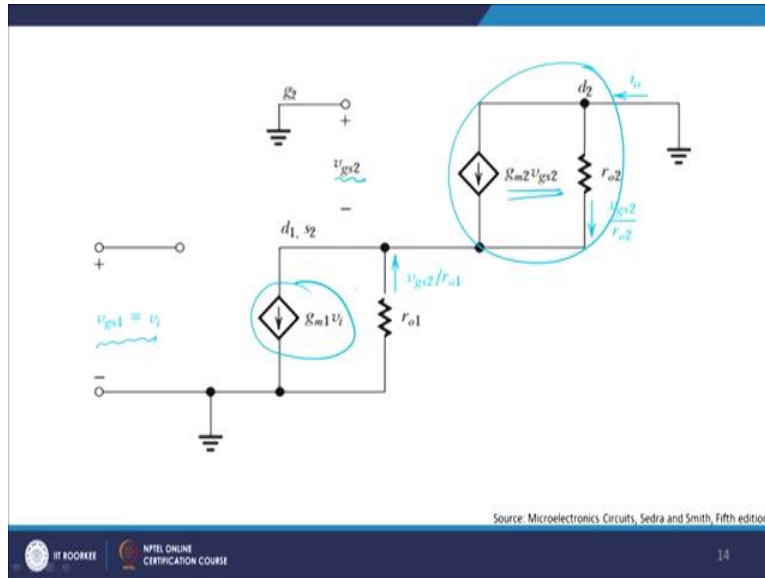 g2
+
vgs2
−
d2
io
gm2vgs2
ro2
vgs2
ro2
d1, s2
+
vgs1 = vi
−
gm1vi
vgs2/ro1
ro1
Source: Microelectronics Circuits, Sedra and Smith, Fifth edition
IIT ROORKEE
NPTEL ONLINE
CERTIFICATION COURSE
14